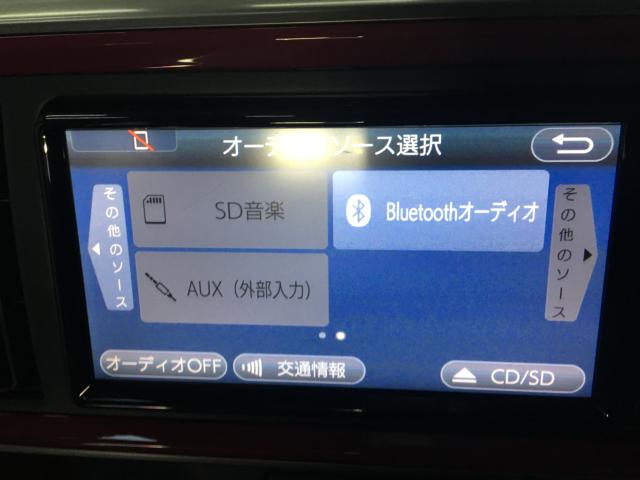 オーディオソース選択
その他のソース
SD音楽
Bluetoothオーディオ
その他のソース
AUX（外部入力）
オーディオOFF
交通情報
CD/SD